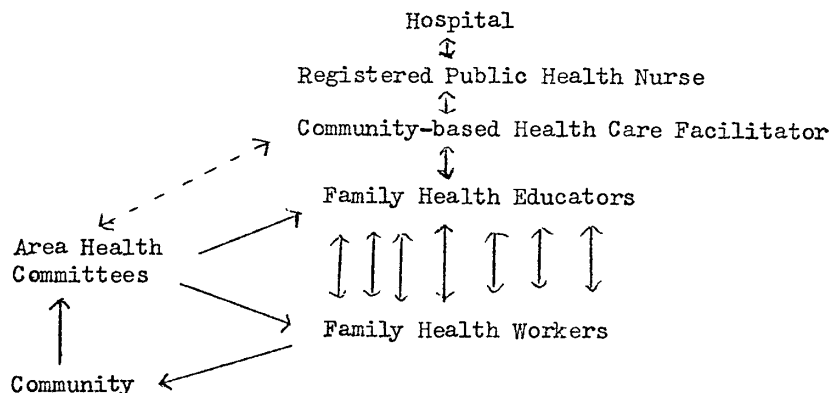 Hospital
Registered Public Health Nurse
Community-based Health Care Facilitator
Family Health Educators
Area Health
Committees
Family Health Workers
Community